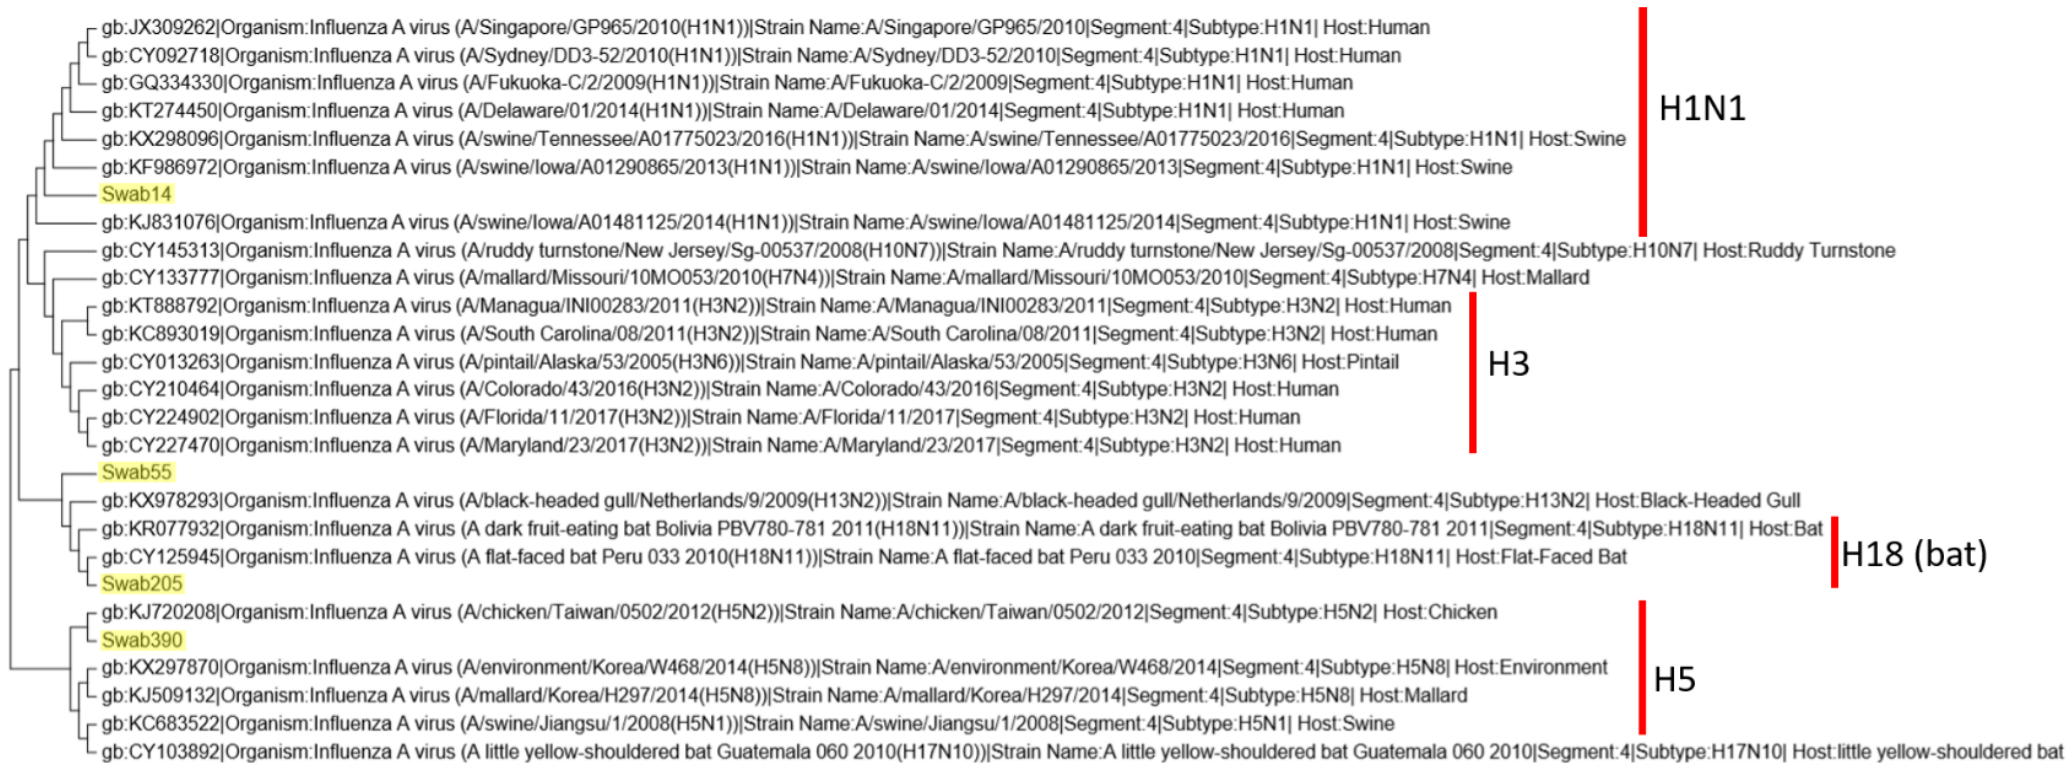 gb:JX309262|Organism:Influenza A virus (A/Singapore/GP965/2010(H1N1))|Strain Name:A/Singapore/GP965/2010|Segment:4|Subtype:H1N1| Host:Human
gb:CY092718|Organism:Influenza A virus (A/Sydney/DD3-52/2010(H1N1))|Strain Name:A/Sydney/DD3-52/2010|Segment:4|Subtype:H1N1| Host:Human
gb:GQ334330|Organism:Influenza A virus (A/Fukuoka-C/2/2009(H1N1))|Strain Name:A/Fukuoka-C/2/2009|Segment:4|Subtype:H1N1| Host:Human
gb:KT274450|Organism:Influenza A virus (A/Delaware/01/2014(H1N1))|Strain Name:A/Delaware/01/2014|Segment:4|Subtype:H1N1| Host:Human
H1N1
gb:KX298096|Organism:Influenza A virus (A/swine/Tennessee/A01775023/2016(H1N1))|Strain Name:A/swine/Tennessee/A01775023/2016|Segment:4|Subtype:H1N1| Host:Swine
gb:KF986972|Organism:Influenza A virus (A/swine/Iowa/A01290865/2013(H1N1))|Strain Name:A/swine/Iowa/A01290865/2013|Segment:4|Subtype:H1N1| Host:Swine
Swab14
gb:KJ831076|Organism:Influenza A virus (A/swine/Iowa/A01481125/2014(H1N1))|Strain Name:A/swine/Iowa/A01481125/2014|Segment:4|Subtype:H1N1| Host:Swine
gb:CY145313|Organism:Influenza A virus (A/ruddy turnstone/New Jersey/Sg-00537/2008(H10N7))|Strain Name:A/ruddy turnstone/New Jersey/Sg-00537/2008|Segment:4|Subtype:H10N7| Host:Ruddy Turnstone
gb:CY133777|Organism:Influenza A virus (A/mallard/Missouri/10MO053/2010(H7N4))|Strain Name:A/mallard/Missouri/10MO053/2010|Segment:4|Subtype:H7N4| Host:Mallard
gb:KT888792|Organism:Influenza A virus (A/Managua/INI00283/2011(H3N2))|Strain Name:A/Managua/INI00283/2011|Segment:4|Subtype:H3N2| Host:Human
gb:KC893019|Organism:Influenza A virus (A/South Carolina/08/2011(H3N2))|Strain Name:A/South Carolina/08/2011|Segment:4|Subtype:H3N2| Host:Human
gb:CY013263|Organism:Influenza A virus (A/pintail/Alaska/53/2005(H3N6))|Strain Name:A/pintail/Alaska/53/2005|Segment:4|Subtype:H3N6| Host:Pintail
H3
gb:CY210464|Organism:Influenza A virus (A/Colorado/43/2016(H3N2))|Strain Name:A/Colorado/43/2016|Segment:4|Subtype:H3N2| Host:Human
gb:CY224902|Organism:Influenza A virus (A/Florida/11/2017(H3N2))|Strain Name:A/Florida/11/2017|Segment:4|Subtype:H3N2| Host:Human
gb:CY227470|Organism:Influenza A virus (A/Maryland/23/2017(H3N2))|Strain Name:A/Maryland/23/2017|Segment:4|Subtype:H3N2| Host:Human
Swab55
gb:KX978293|Organism:Influenza A virus (A/black-headed gull/Netherlands/9/2009(H13N2))|Strain Name:A/black-headed gull/Netherlands/9/2009|Segment:4|Subtype:H13N2| Host:Black-Headed Gull
gb:KR077932|Organism:Influenza A virus (A dark fruit-eating bat Bolivia PBV780-781 2011(H18N11))|Strain Name:A dark fruit-eating bat Bolivia PBV780-781 2011|Segment:4|Subtype:H18N11| Host:Bat
gb:CY125945|Organism:Influenza A virus (A flat-faced bat Peru 033 2010(H18N11))|Strain Name:A flat-faced bat Peru 033 2010|Segment:4|Subtype:H18N11| Host:Flat-Faced Bat
H18 (bat)
Swab205
gb:KJ720208|Organism:Influenza A virus (A/chicken/Taiwan/0502/2012(H5N2))|Strain Name:A/chicken/Taiwan/0502/2012|Segment:4|Subtype:H5N2| Host:Chicken
Swab390
gb:KX297870|Organism:Influenza A virus (A/environment/Korea/W468/2014(H5N8))|Strain Name:A/environment/Korea/W468/2014|Segment:4|Subtype:H5N8| Host:Environment
H5
gb:KJ509132|Organism:Influenza A virus (A/mallard/Korea/H297/2014(H5N8))|Strain Name:A/mallard/Korea/H297/2014|Segment:4|Subtype:H5N8| Host:Mallard
gb:KC683522|Organism:Influenza A virus (A/swine/Jiangsu/1/2008(H5N1))|Strain Name:A/swine/Jiangsu/1/2008|Segment:4|Subtype:H5N1| Host:Swine
gb:CY103892|Organism:Influenza A virus (A little yellow-shouldered bat Guatemala 060 2010(H17N10))|Strain Name:A little yellow-shouldered bat Guatemala 060 2010|Segment:4|Subtype:H17N10| Host:little yellow-shouldered bat